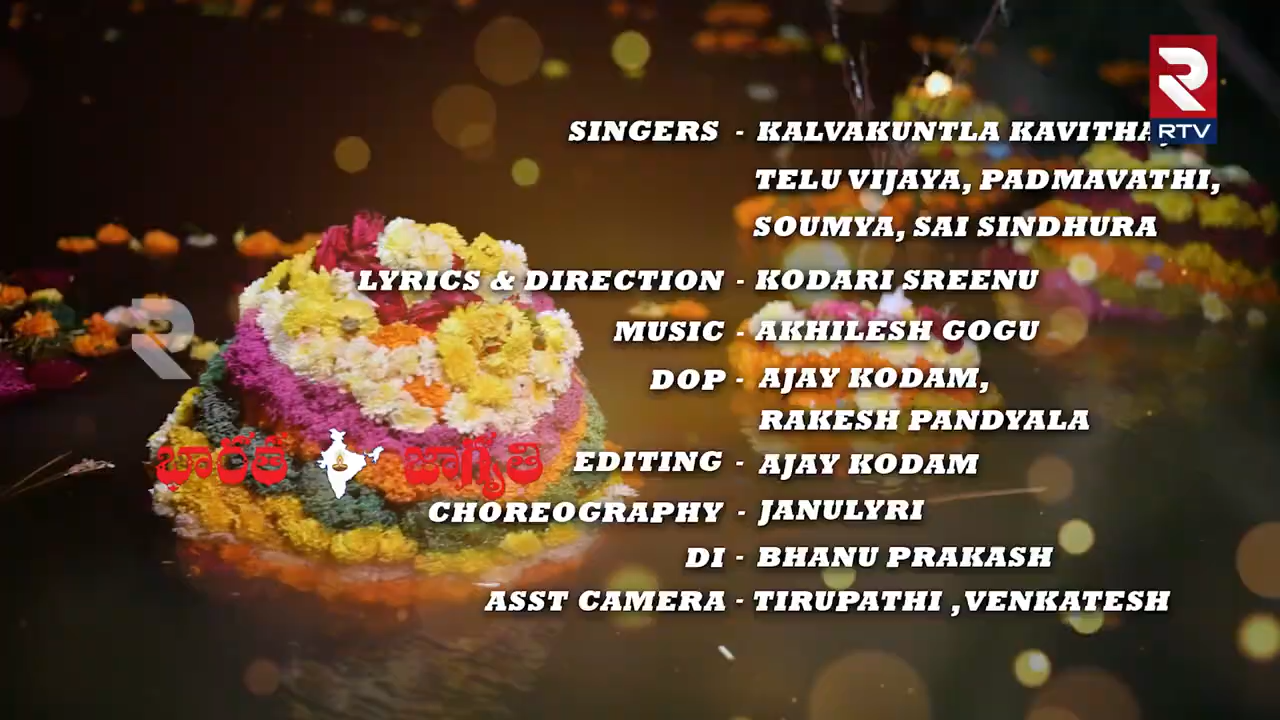 RTV
SINGERS - KALVAKUNTLA KAVITHA,
TELU VIJAYA, PADMAVATHI,
SOUMYA, SAI SINDHURA
LYRICS & DIRECTION - KODARI SREENU
MUSIC - AKHILESH GOGU
DOP - AJAY KODAM,
RAKESH PANDYALA
భారత జాగృతి
EDITING - AJAY KODAM
CHOREOGRAPHY - JANULYRI
DI - BHANU PRAKASH
ASST CAMERA - TIRUPATHI ,VENKATESH